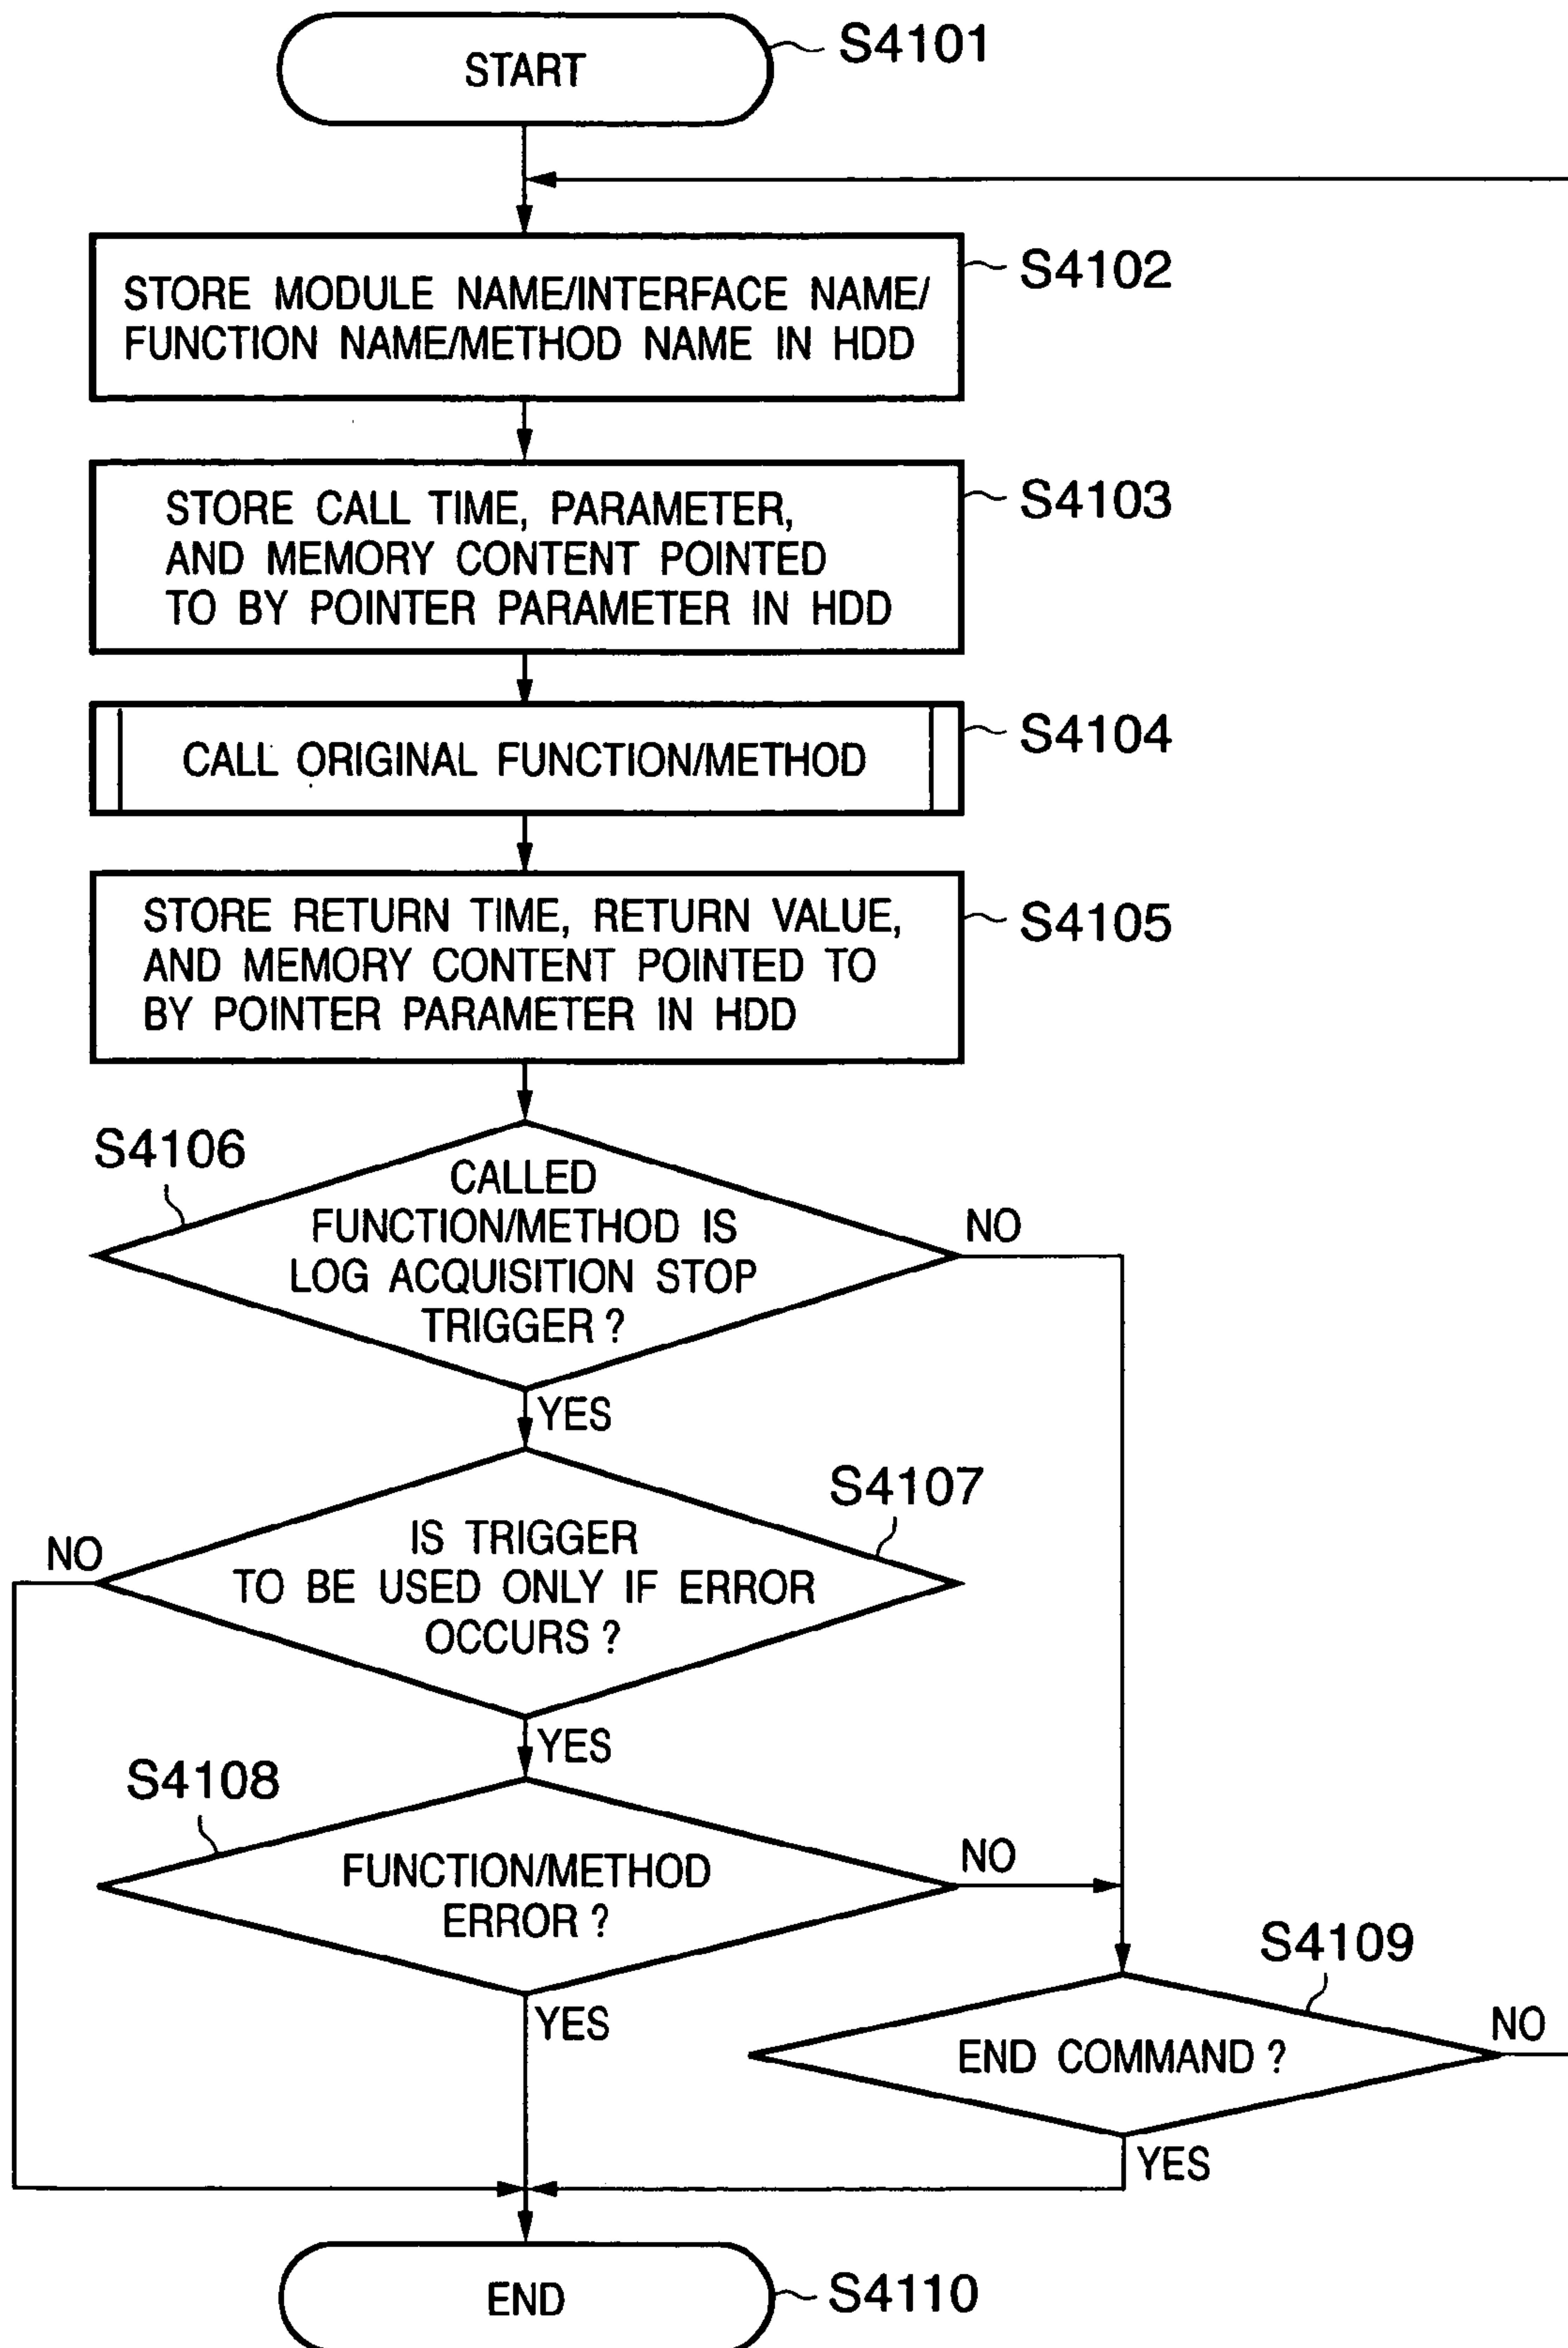 START
S4101
STORE MODULE NAME/INTERFACE NAME/
FUNCTION NAME/METHOD NAME IN HDD
S4102
STORE CALL TIME, PARAMETER,
AND MEMORY CONTENT POINTED
TO BY POINTER PARAMETER IN HDD
S4103
CALL ORIGINAL FUNCTION/METHOD
S4104
STORE RETURN TIME, RETURN VALUE,
AND MEMORY CONTENT POINTED TO
BY POINTER PARAMETER IN HDD
S4105
S4106
CALLED
FUNCTION/METHOD IS
LOG ACQUISITION STOP
TRIGGER ?
NO
YES
S4107
IS TRIGGER
TO BE USED ONLY IF ERROR
OCCURS ?
NO
YES
S4108
FUNCTION/METHOD
ERROR ?
NO
YES
S4109
END COMMAND ?
NO
YES
END
S4110